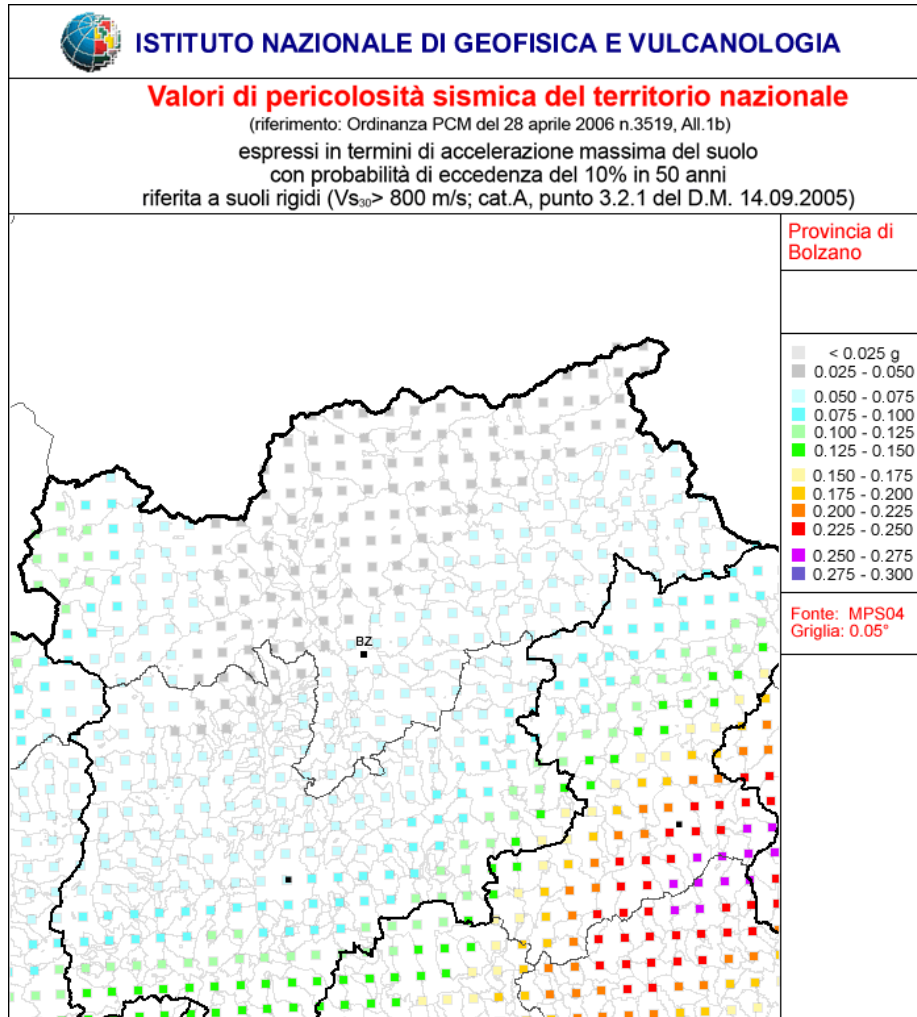 ISTITUTO NAZIONALE DI GEOFISICA E VULCANOLOGIA
Valori di pericolosità sismica del territorio nazionale
(riferimento: Ordinanza PCM del 28 aprile 2006 n.3519, All.1b)
espressi in termini di accelerazione massima del suolo
con probabilità di eccedenza del 10% in 50 anni
riferita a suoli rigidi (Vs₃₀> 800 m/s; cat.A, punto 3.2.1 del D.M. 14.09.2005)
Provincia di
Bolzano
< 0.025 g
0.025 - 0.050
0.050 - 0.075
0.075 - 0.100
0.100 - 0.125
0.125 - 0.150
0.150 - 0.175
0.175 - 0.200
0.200 - 0.225
0.225 - 0.250
0.250 - 0.275
0.275 - 0.300
Fonte: MPS04
Griglia: 0.05°
BZ